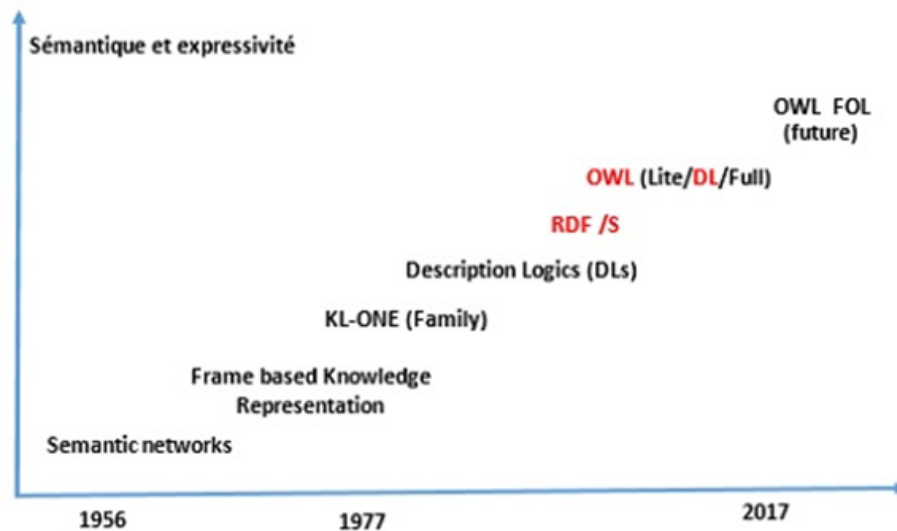 Sémantique et expressivité
OWL FOL
(future)
OWL (Lite/DL/Full)
RDF /S
Description Logics (DLs)
KL-ONE (Family)
Frame based Knowledge
Representation
Semantic networks
1956
1977
2017